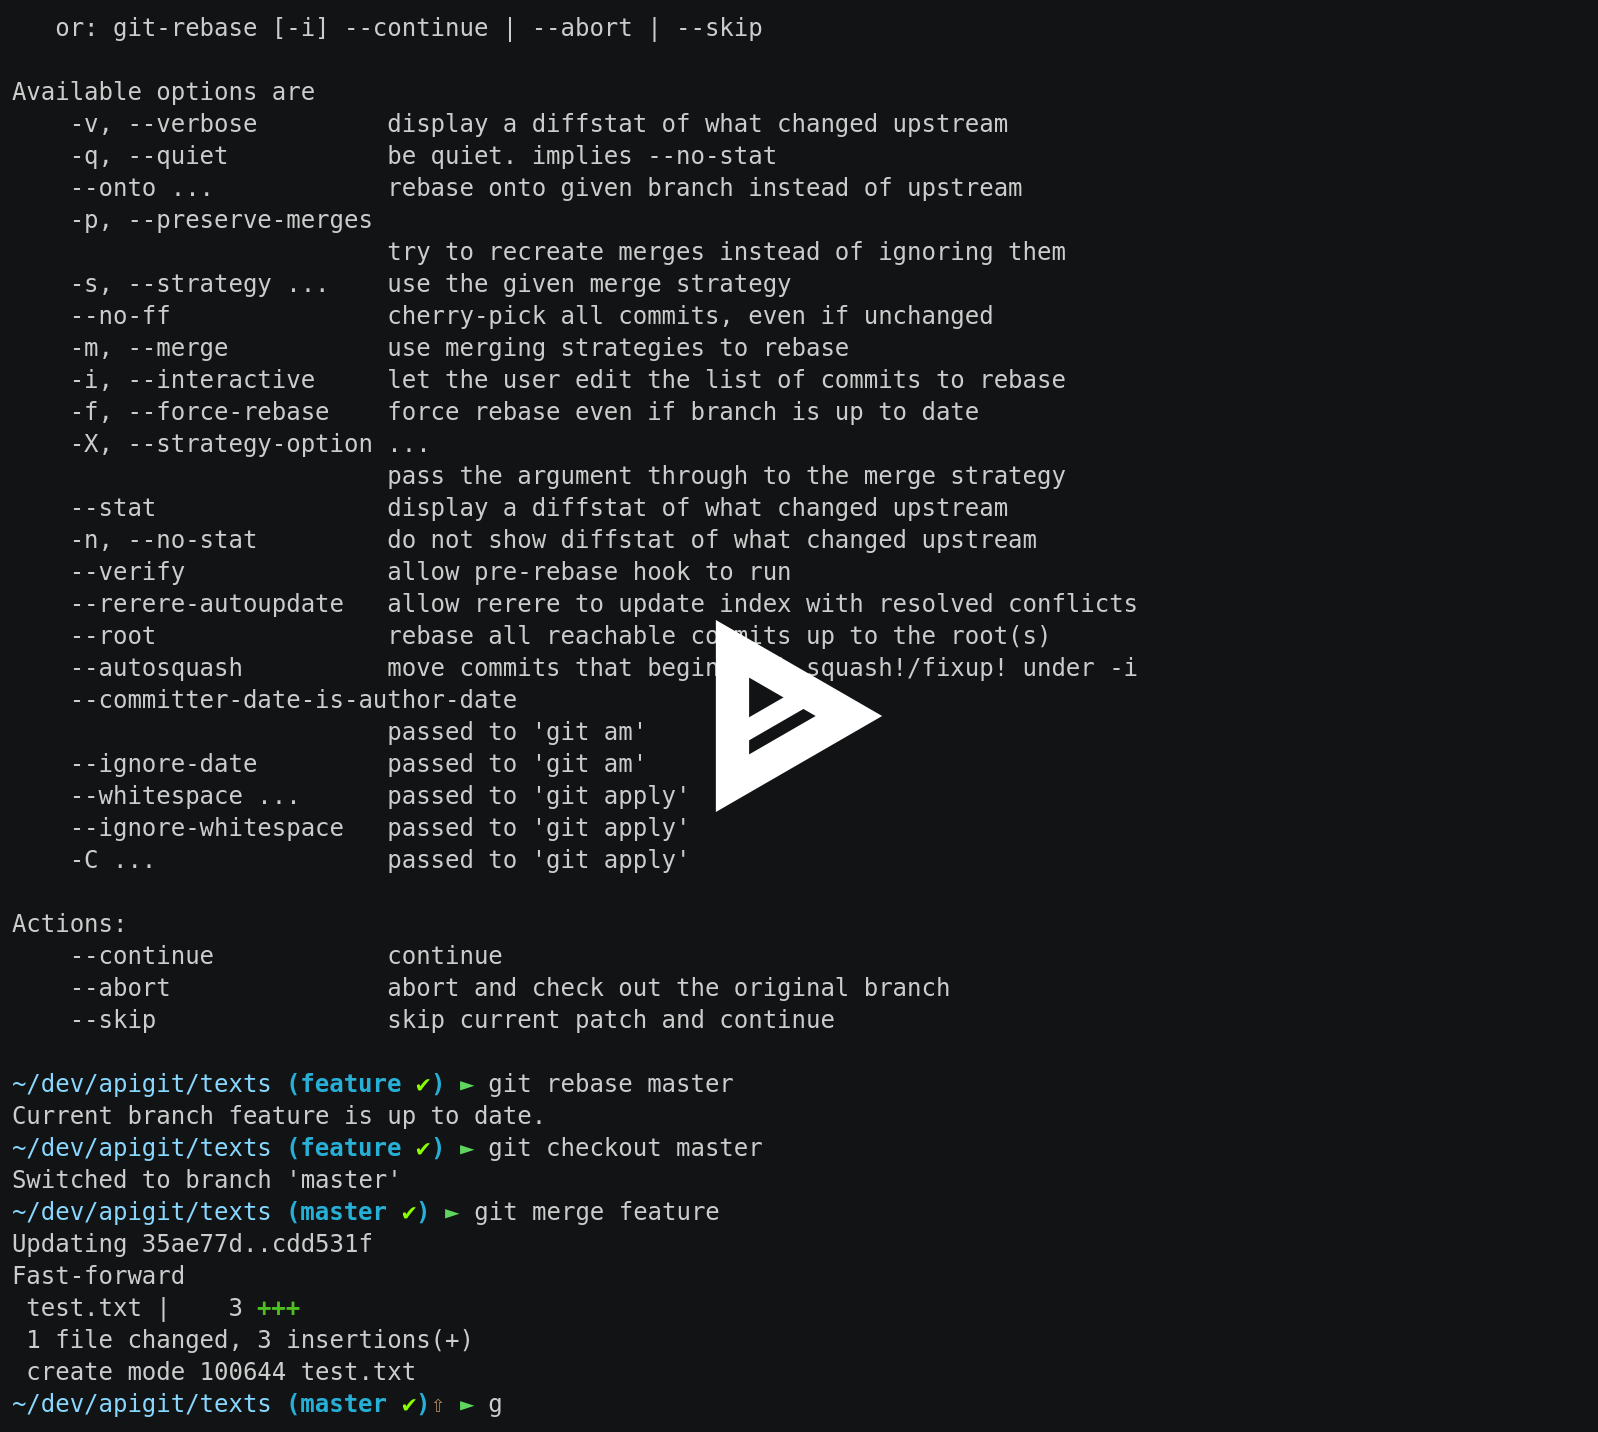 or: git-rebase [-i] --continue | --abort | --skip

Available options are
    -v, --verbose         display a diffstat of what changed upstream
    -q, --quiet           be quiet. implies --no-stat
    --onto ...            rebase onto given branch instead of upstream
    -p, --preserve-merges
                          try to recreate merges instead of ignoring them
    -s, --strategy ...    use the given merge strategy
    --no-ff               cherry-pick all commits, even if unchanged
    -m, --merge           use merging strategies to rebase
    -i, --interactive     let the user edit the list of commits to rebase
    -f, --force-rebase    force rebase even if branch is up to date
    -X, --strategy-option ...
                          pass the argument through to the merge strategy
    --stat                display a diffstat of what changed upstream
    -n, --no-stat         do not show diffstat of what changed upstream
    --verify              allow pre-rebase hook to run
    --rerere-autoupdate   allow rerere to update index with resolved conflicts
    --root                rebase all reachable commits up to the root(s)
    --autosquash          move commits that begin squash!/fixup! under -i
    --committer-date-is-author-date
                          passed to 'git am'
    --ignore-date         passed to 'git am'
    --whitespace ...      passed to 'git apply'
    --ignore-whitespace   passed to 'git apply'
    -C ...                passed to 'git apply'

Actions:
    --continue            continue
    --abort               abort and check out the original branch
    --skip                skip current patch and continue

~/dev/apigit/texts (feature ✔) ► git rebase master
Current branch feature is up to date.
~/dev/apigit/texts (feature ✔) ► git checkout master
Switched to branch 'master'
~/dev/apigit/texts (master ✔) ► git merge feature
Updating 35ae77d..cdd531f
Fast-forward
 test.txt |    3 +++
 1 file changed, 3 insertions(+)
 create mode 100644 test.txt
~/dev/apigit/texts (master ✔)⇧ ► g